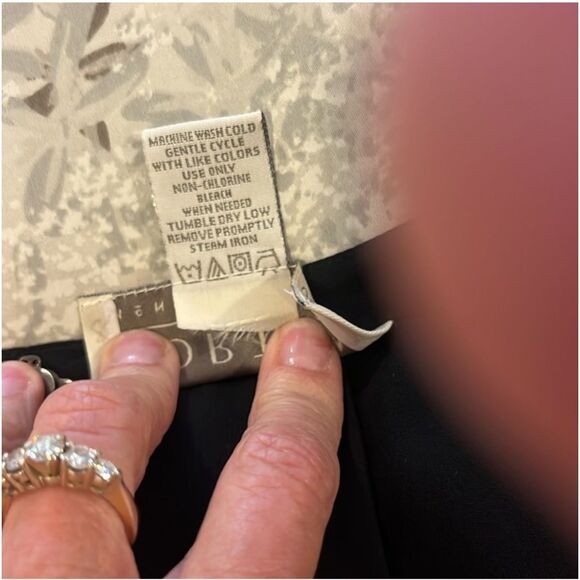 MACHINE WASH COLD
GENTLE CYCLE
WITH LIKE COLORS
USE ONLY
NON-CHLORINE
BLEACH
WHEN NEEDED
TUMBLE DRY LOW
REMOVE PROMPTLY
STEAM IRON